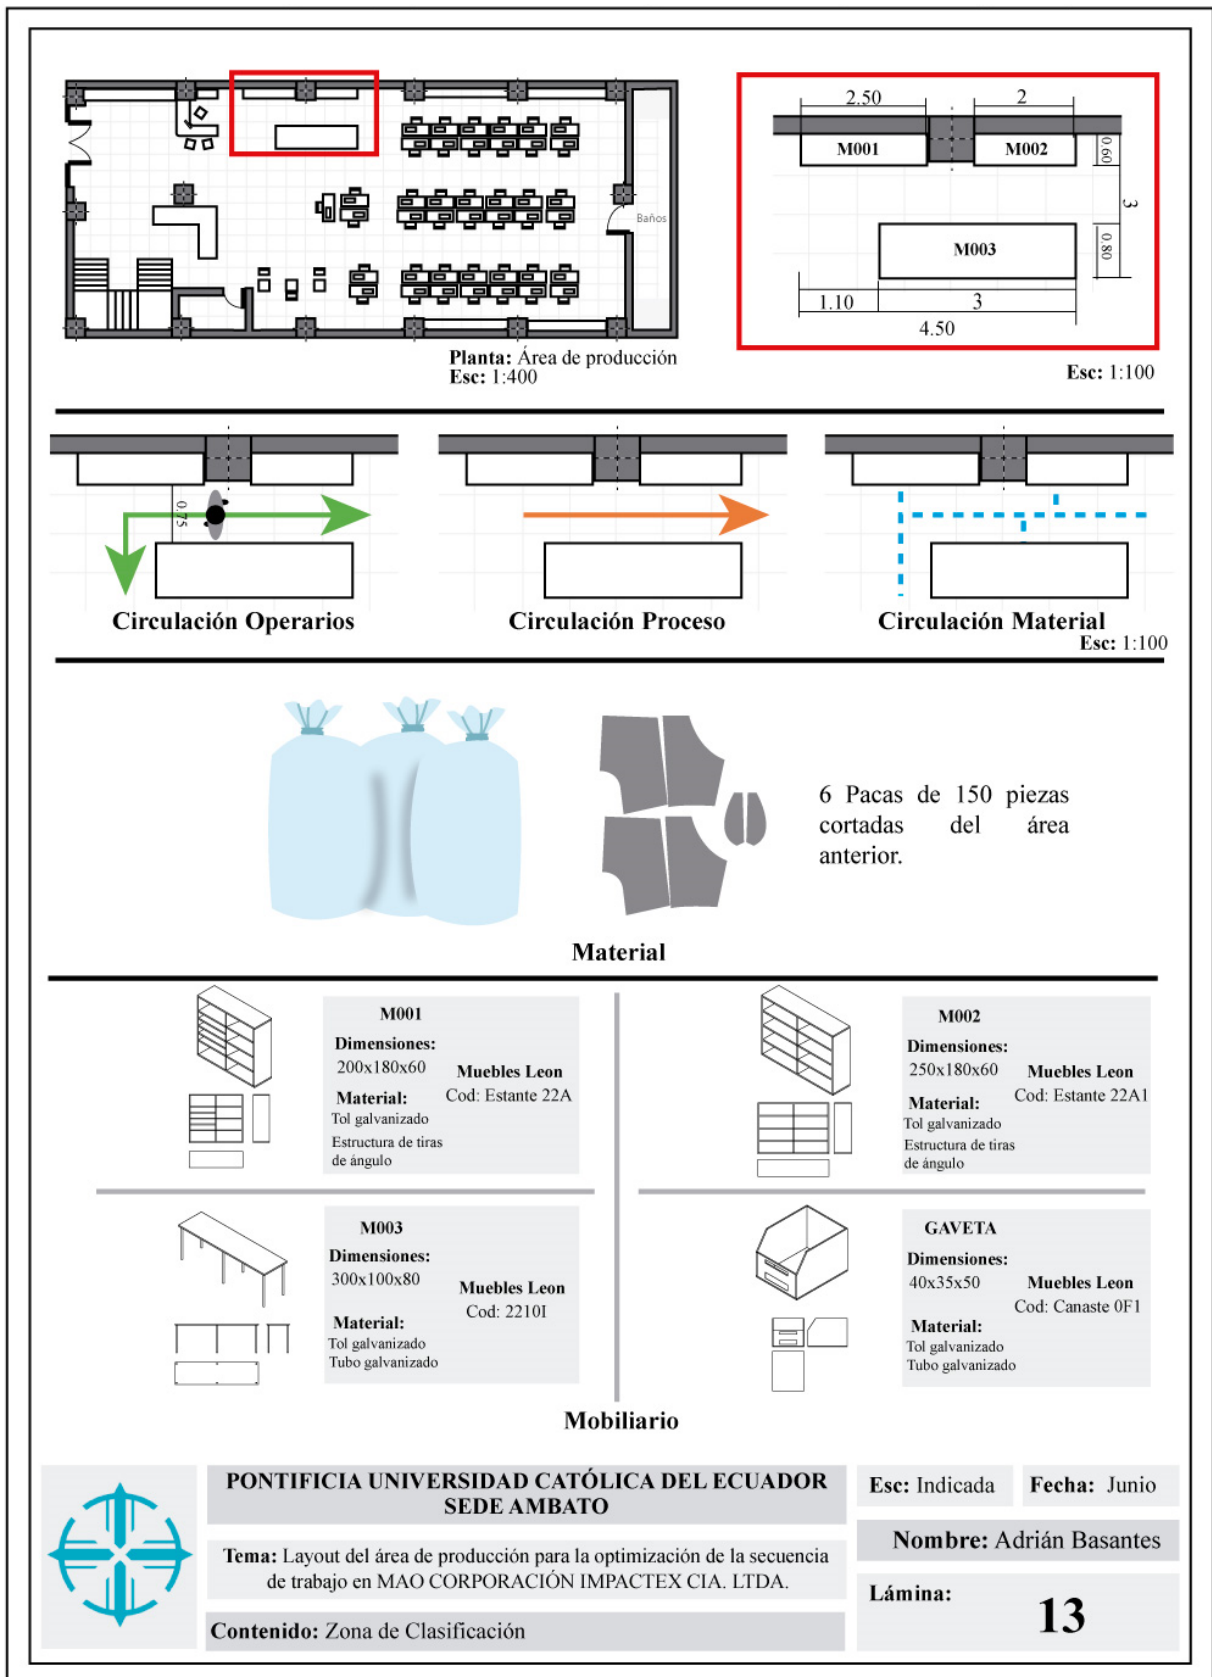 Baños
Planta: Área de producción
Esc: 1:400
2.50
2
M001
M002
0.60
3
M003
0.80
1.10
3
4.50
Esc: 1:100
0.75
Circulación Operarios
Circulación Proceso
Circulación Material
Esc: 1:100
6 Pacas de 150 piezas
cortadas del área
anterior.
Material
M001
Dimensiones:
200x180x60
Muebles Leon
Cod: Estante 22A
Material:
Tol galvanizado
Estructura de tiras
de ángulo
M002
Dimensiones:
250x180x60
Muebles Leon
Cod: Estante 22A1
Material:
Tol galvanizado
Estructura de tiras
de ángulo
M003
Dimensiones:
300x100x80
Muebles Leon
Cod: 2210I
Material:
Tol galvanizado
Tubo galvanizado
GAVETA
Dimensiones:
40x35x50
Muebles Leon
Cod: Canaste 0F1
Material:
Tol galvanizado
Tubo galvanizado
Mobiliario
PONTIFICIA UNIVERSIDAD CATÓLICA DEL ECUADOR
SEDE AMBATO
Tema: Layout del área de producción para la optimización de la secuencia
de trabajo en MAO CORPORACIÓN IMPACTEX CIA. LTDA.
Contenido: Zona de Clasificación
Esc: Indicada
Fecha: Junio
Nombre: Adrián Basantes
Lámina:
13